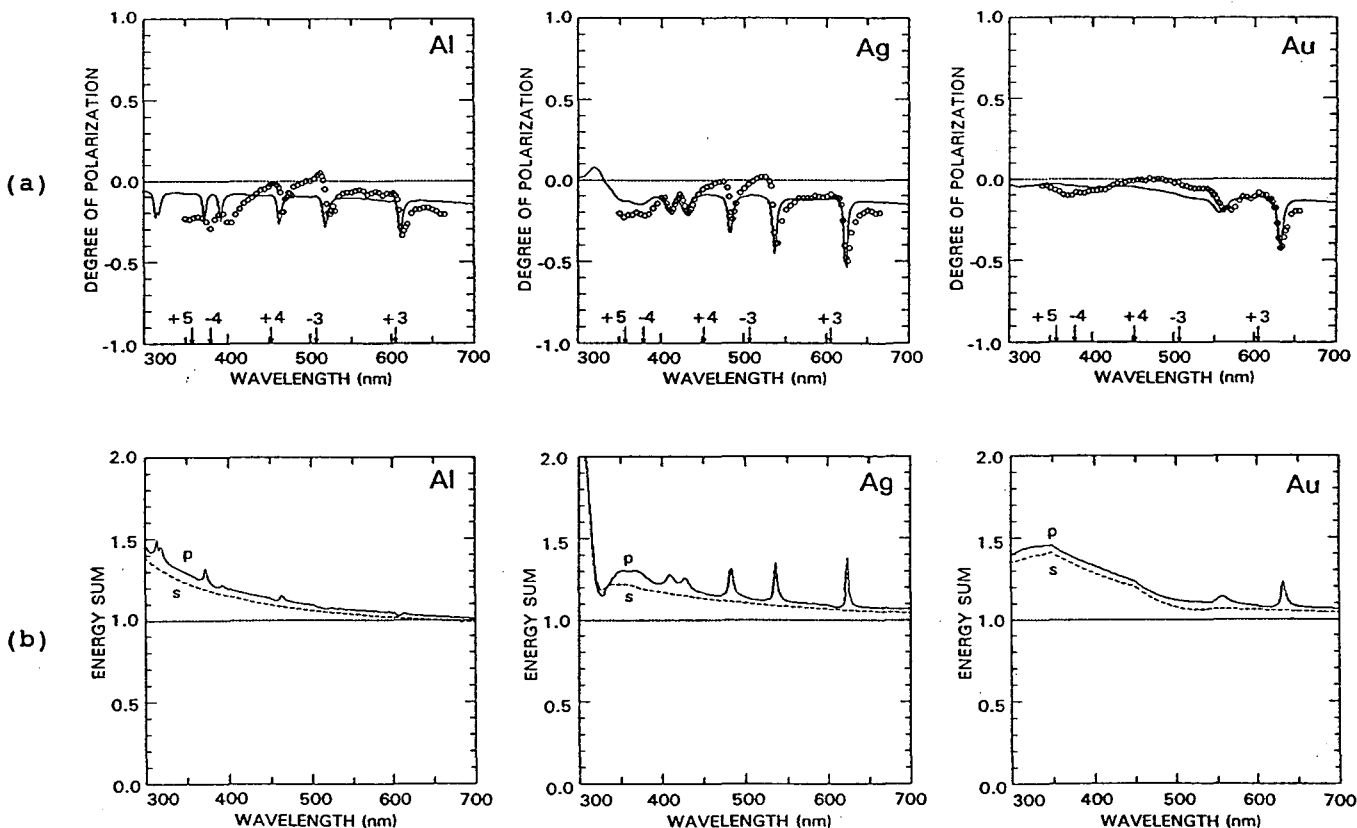 (a)
1.0
0.5
0.0
-0.5
-1.0
DEGREE OF POLARIZATION
Al
+5 -4 +4 -3 +3
300 400 500 600 700
WAVELENGTH (nm)
1.0
0.5
0.0
-0.5
-1.0
DEGREE OF POLARIZATION
Ag
+5 -4 +4 -3 +3
300 400 500 600 700
WAVELENGTH (nm)
1.0
0.5
0.0
-0.5
-1.0
DEGREE OF POLARIZATION
Au
+5 -4 +4 -3 +3
300 400 500 600 700
WAVELENGTH (nm)
(b)
2.0
1.5
1.0
0.5
0.0
ENERGY SUM
Al
p
s
300 400 500 600 700
WAVELENGTH (nm)
2.0
1.5
1.0
0.5
0.0
ENERGY SUM
Ag
p
s
300 400 500 600 700
WAVELENGTH (nm)
2.0
1.5
1.0
0.5
0.0
ENERGY SUM
Au
p
s
300 400 500 600 700
WAVELENGTH (nm)